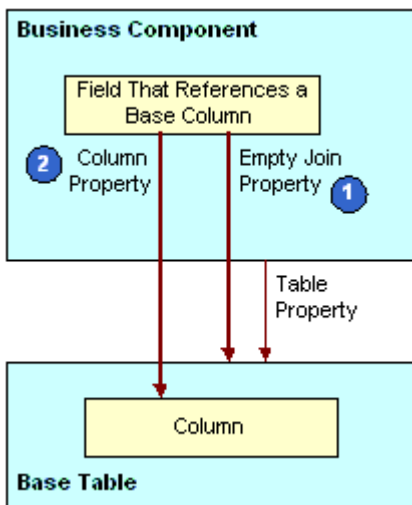 Business Component
Field That References a
Base Column
2
Column
Property
Empty Join
Property
1
Table
Property
Column
Base Table